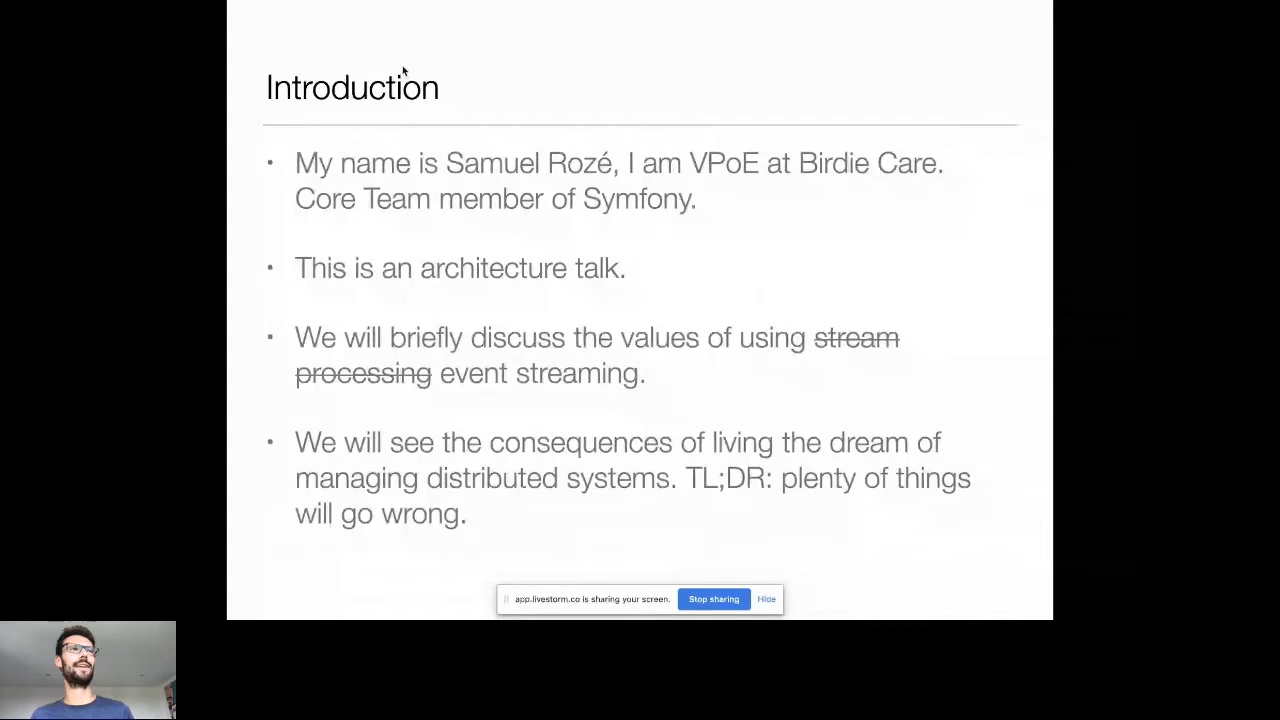 Introduction
• My name is Samuel Rozé, I am VPoE at Birdie Care.
Core Team member of Symfony.
• This is an architecture talk.
• We will briefly discuss the values of using stream
processing event streaming.
• We will see the consequences of living the dream of
managing distributed systems. TL;DR: plenty of things
will go wrong.
app.livestorm.co is sharing your screen. Stop sharing Hide